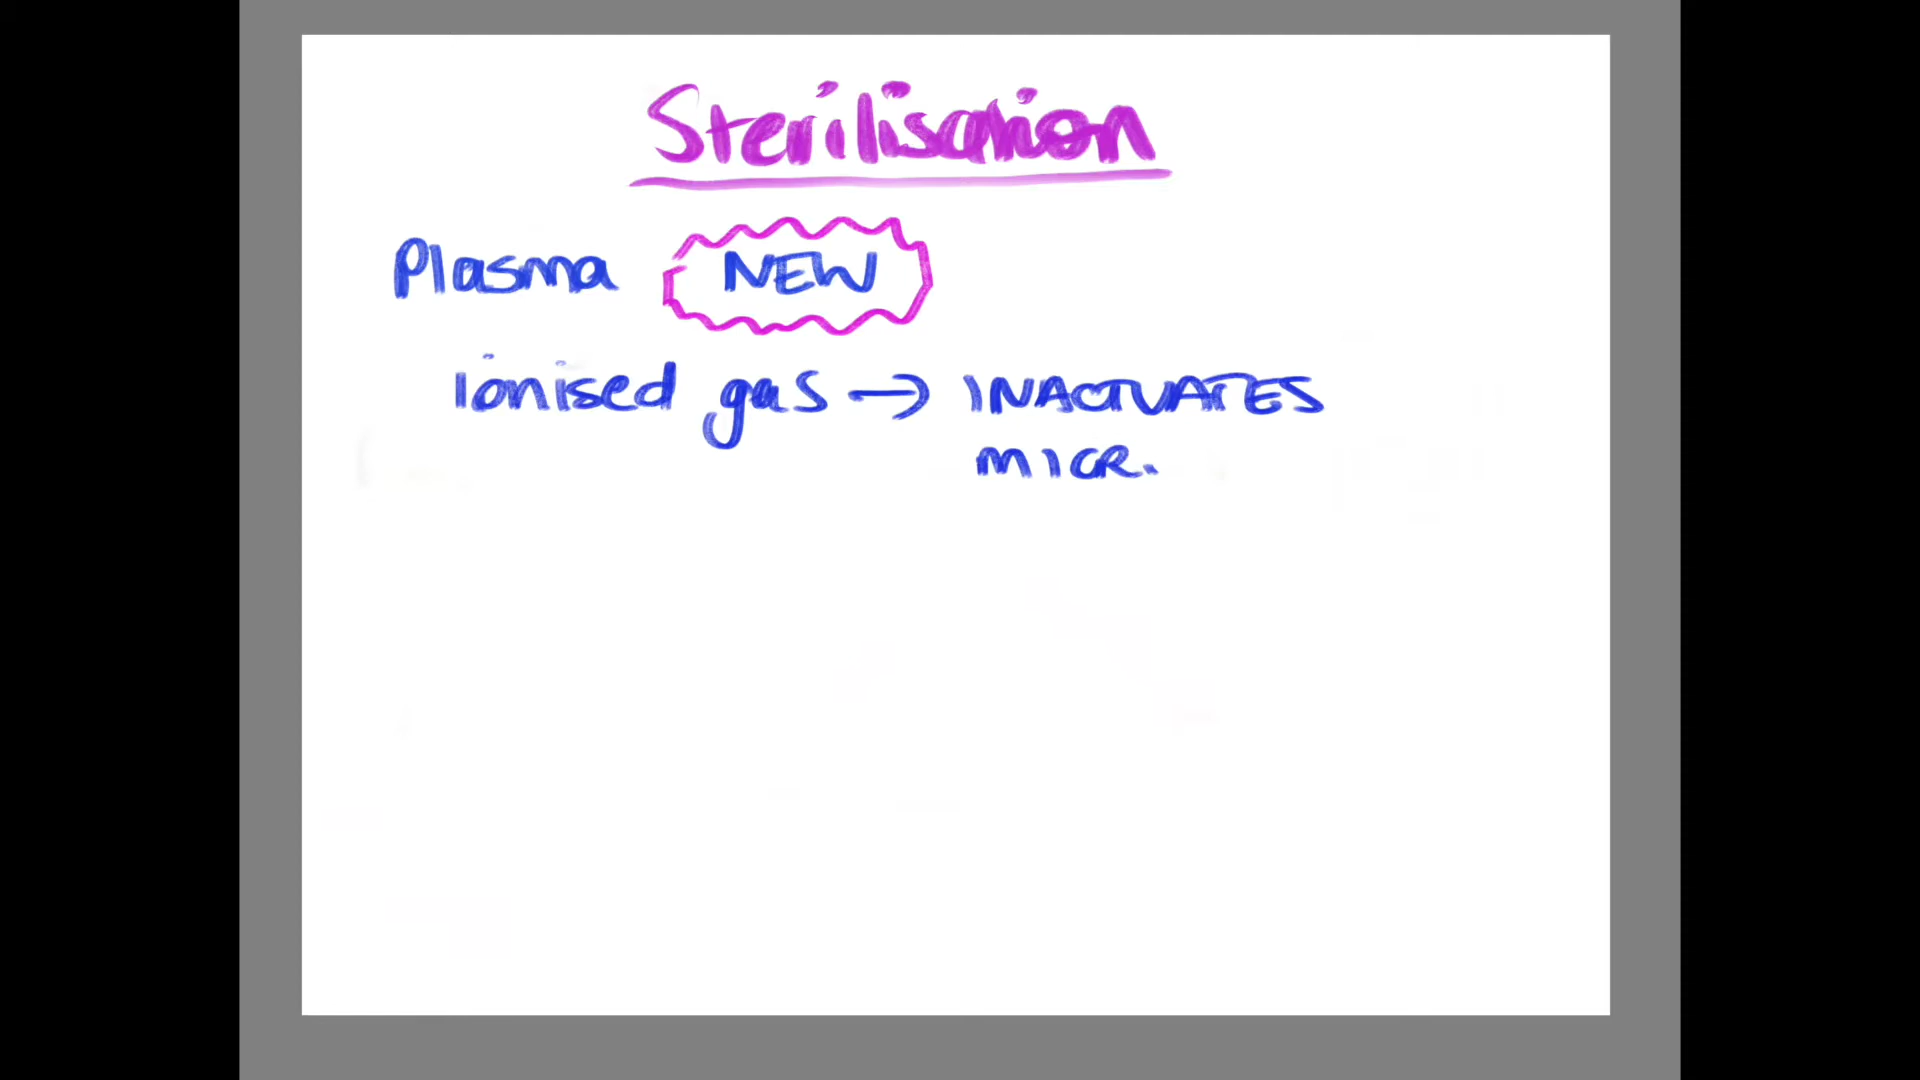 Sterilisation
Plasma NEW
ionised gas → INACTIVATES
MICR.